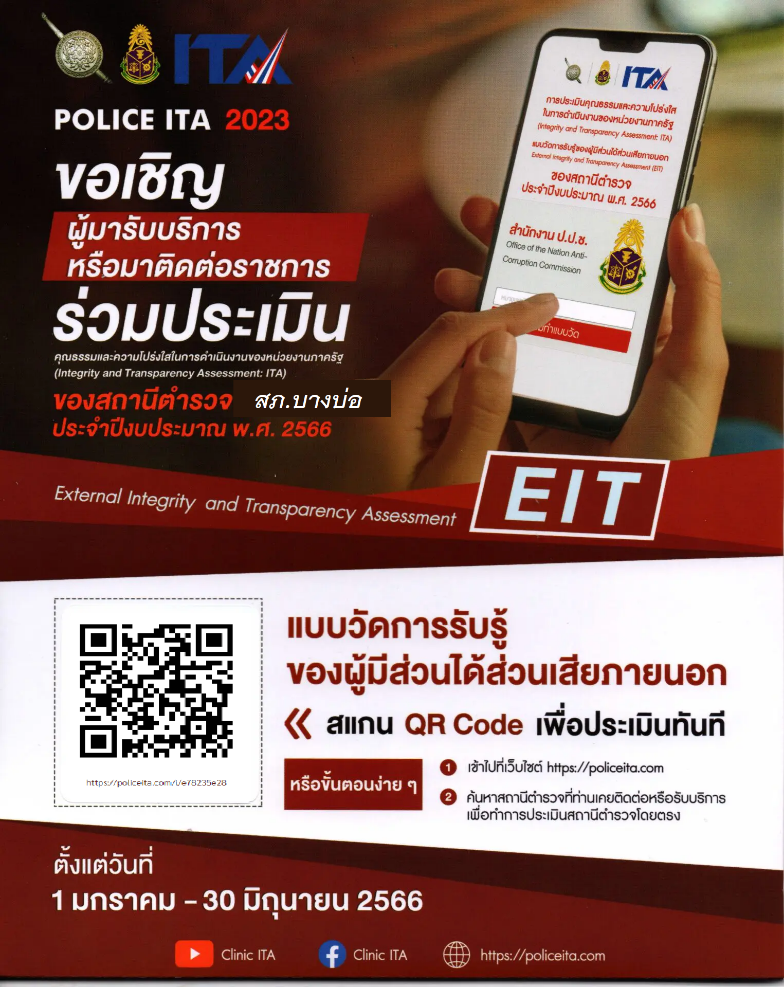 ITA
POLICE ITA 2023
ขอเชิญ
ผู้มารับบริการ
หรือมาติดต่อราชการ
ร่วมประเมิน
คุณธรรมและความโปร่งใสในการดำเนินงานของหน่วยงานภาครัฐ
(Integrity and Transparency Assessment: ITA)
ของสถานีตำรวจ สภ.บางบ่อ
ประจำปีงบประมาณ พ.ศ. 2566
ITA
การประเมินคุณธรรมและความโปร่งใส
ในการดำเนินงานของหน่วยงานภาครัฐ
(Integrity and Transparency Assessment: ITA)
แบบวัดการรับรู้ของผู้มีส่วนได้ส่วนเสียภายนอก
External Integrity and Transparency Assessment (EIT)
ของสถานีตำรวจ
ประจำปีงบประมาณ พ.ศ. 2566
สำนักงาน ป.ป.ช.
Office of the Nation Anti-
Corruption Commission
ทำแบบวัด
External Integrity and Transparency Assessment
EIT
แบบวัดการรับรู้
ของผู้มีส่วนได้ส่วนเสียภายนอก
สแกน QR Code เพื่อประเมินทันที
https://policeita.com/i/e78235e28
หรือขั้นตอนง่าย ๆ
1 เข้าไปที่เว็บไซต์ https://policeita.com
2 ค้นหาสถานีตำรวจที่ท่านเคยติดต่อหรือรับบริการ
เพื่อทำการประเมินสถานีตำรวจโดยตรง
ตั้งแต่วันที่
1 มกราคม - 30 มิถุนายน 2566
Clinic ITA
Clinic ITA
https://policeita.com